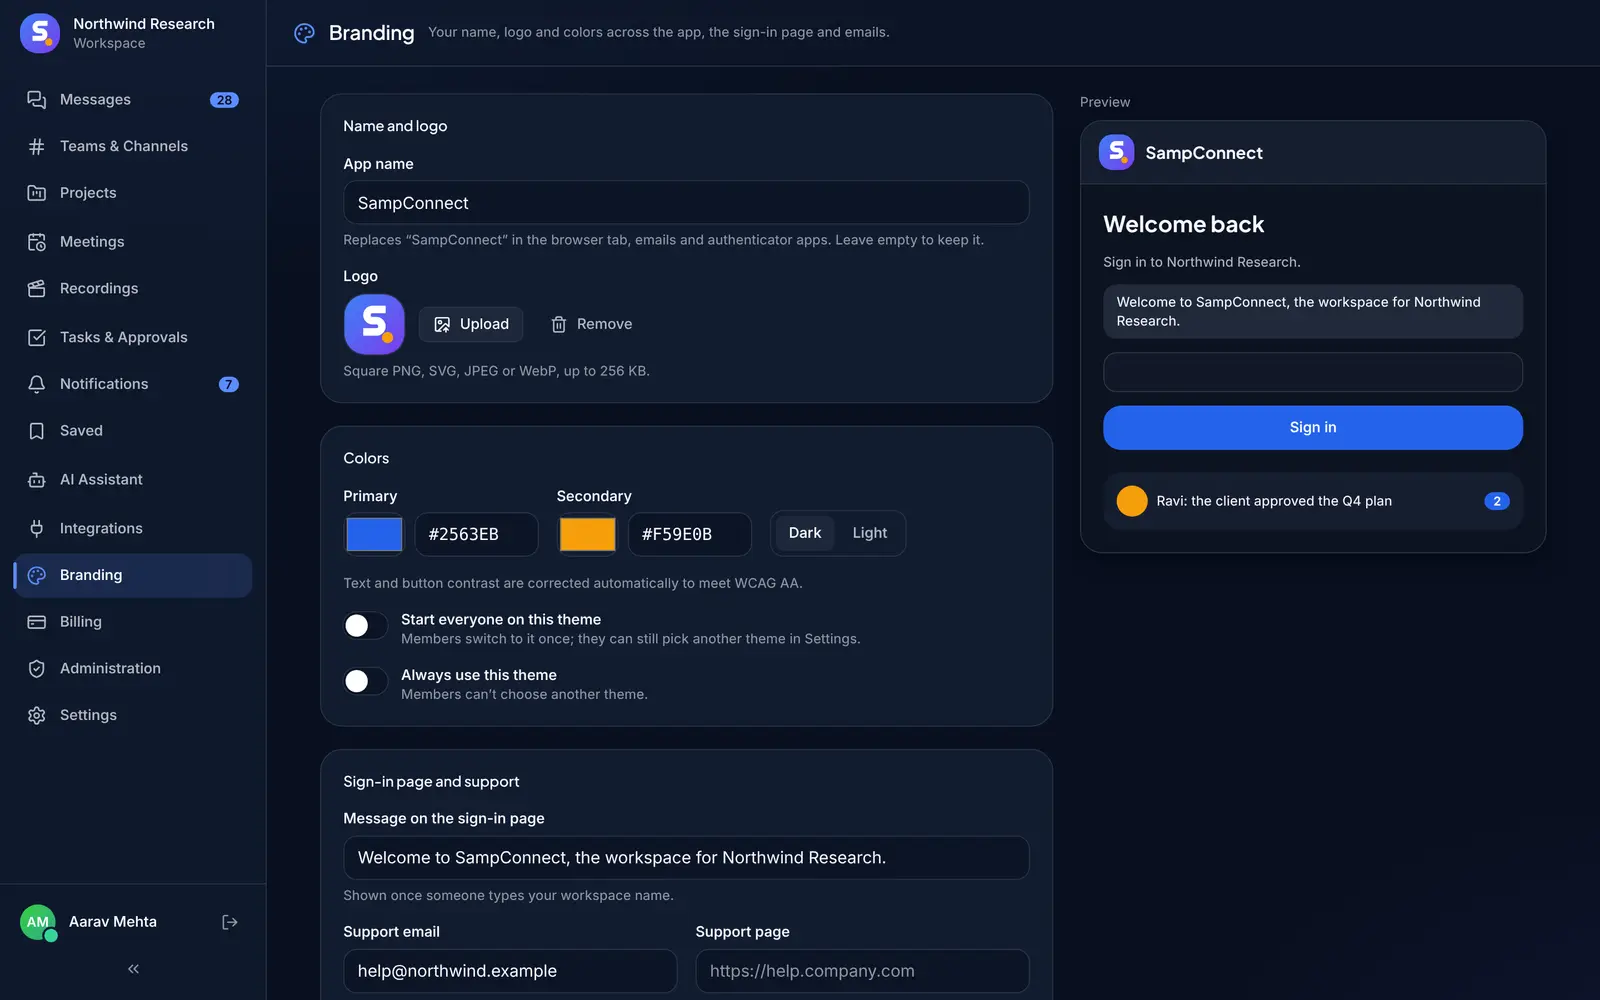 Northwind Research
Workspace
Messages 28
Teams & Channels
Projects
Meetings
Recordings
Tasks & Approvals
Notifications 7
Saved
AI Assistant
Integrations
Branding
Billing
Administration
Settings
AM Aarav Mehta
Branding Your name, logo and colors across the app, the sign-in page and emails.
Name and logo
App name
SampConnect
Replaces “SampConnect” in the browser tab, emails and authenticator apps. Leave empty to keep it.
Logo
S Upload Remove
Square PNG, SVG, JPEG or WebP, up to 256 KB.
Colors
Primary Secondary
#2563EB #F59E0B Dark Light
Text and button contrast are corrected automatically to meet WCAG AA.
Start everyone on this theme
Members switch to it once; they can still pick another theme in Settings.
Always use this theme
Members can’t choose another theme.
Sign-in page and support
Message on the sign-in page
Welcome to SampConnect, the workspace for Northwind Research.
Shown once someone types your workspace name.
Support email Support page
help@northwind.example https://help.company.com
Preview
S SampConnect
Welcome back
Sign in to Northwind Research.
Welcome to SampConnect, the workspace for Northwind
Research.
Sign in
Ravi: the client approved the Q4 plan 2